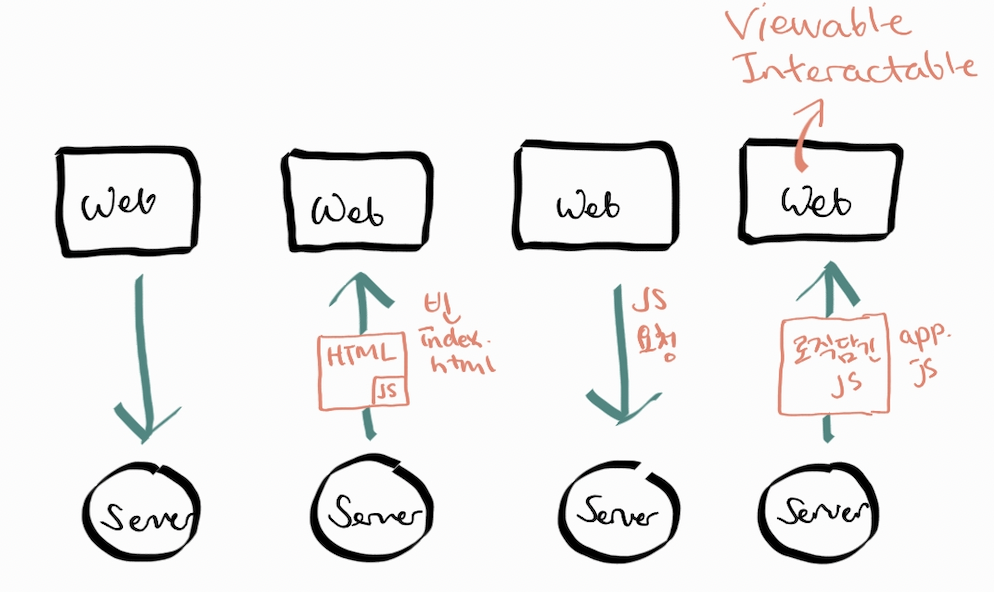 Viewable
Interactable
Web
Web
Web
Web
빈
index.
html
HTML
JS
JS
요청
로직담긴
JS
app.
js
Server
Server
Server
Server